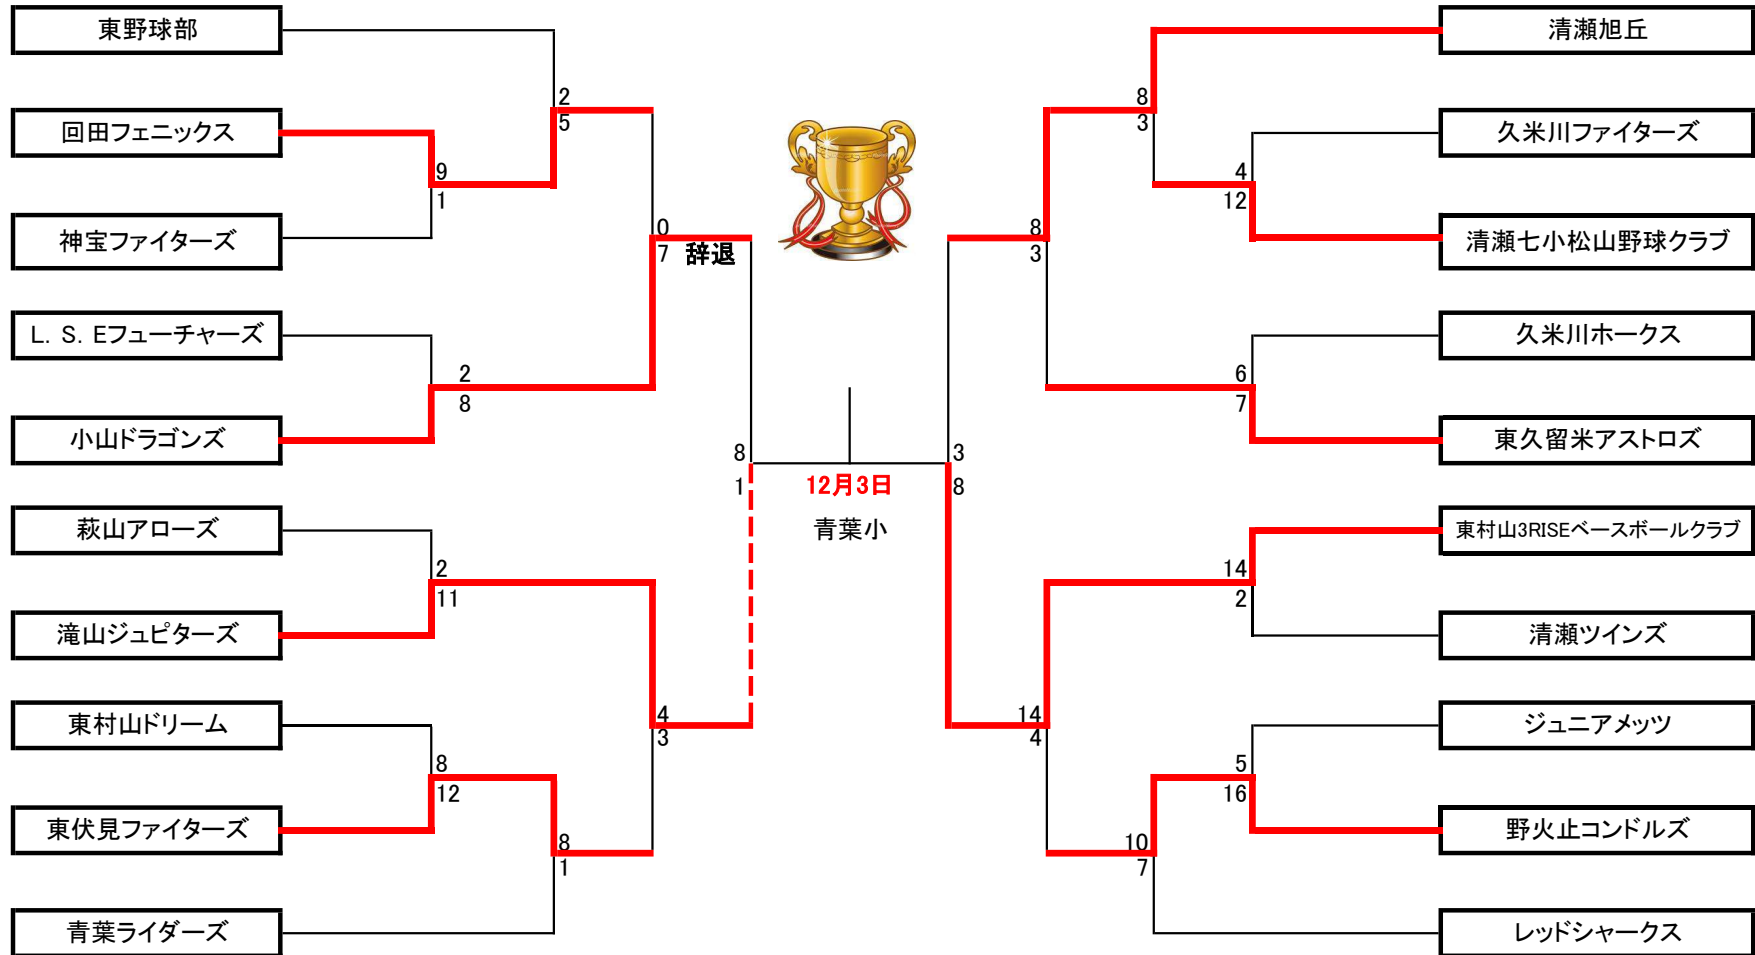 東野球部
回田フェニックス
神宝ファイターズ
L. S. Eフューチャーズ
小山ドラゴンズ
萩山アローズ
滝山ジュピターズ
東村山ドリーム
東伏見ファイターズ
青葉ライダーズ
9
1
2
8
2
11
8
12
2
5
8
1
0
7
辞退
4
3
8
1
12月3日
青葉小
3
8
8
3
14
4
8
3
10
7
4
12
6
7
14
2
5
16
清瀬旭丘
久米川ファイターズ
清瀬七小松山野球クラブ
久米川ホークス
東久留米アストロズ
東村山3RISEベースボールクラブ
清瀬ツインズ
ジュニアメッツ
野火止コンドルズ
レッドシャークス